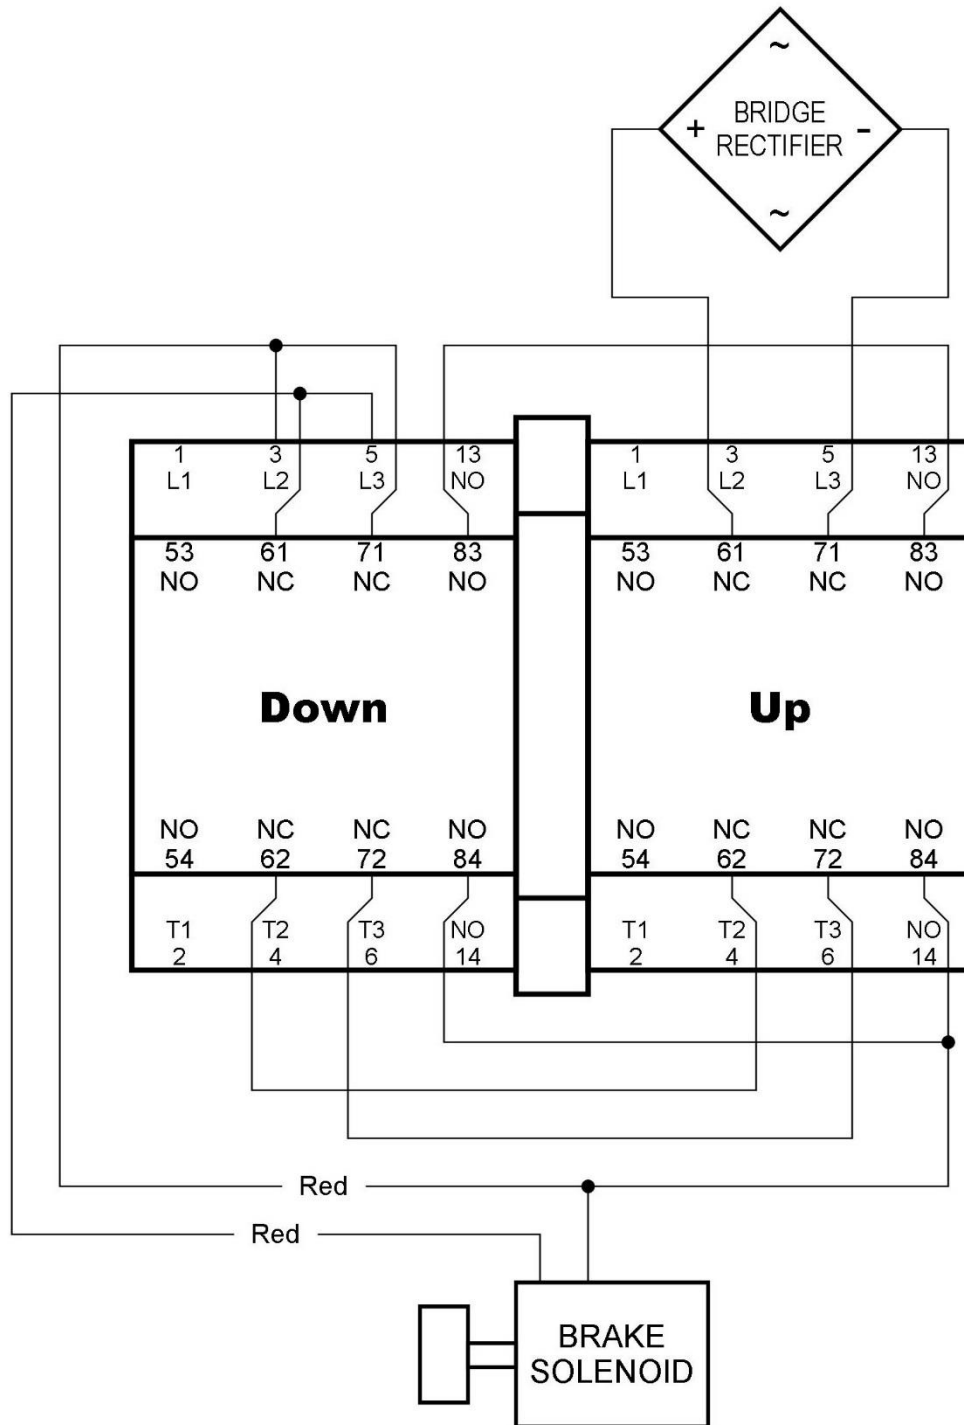 ~
BRIDGE
+ RECTIFIER -
~
1 3 5 13
L1 L2 L3 NO
53 61 71 83
NO NC NC NO
Down
NO NC NC NO
54 62 72 84
T1 T2 T3 NO
2 4 6 14
1 3 5 13
L1 L2 L3 NO
53 61 71 83
NO NC NC NO
Up
NO NC NC NO
54 62 72 84
T1 T2 T3 NO
2 4 6 14
Red
Red
BRAKE
SOLENOID